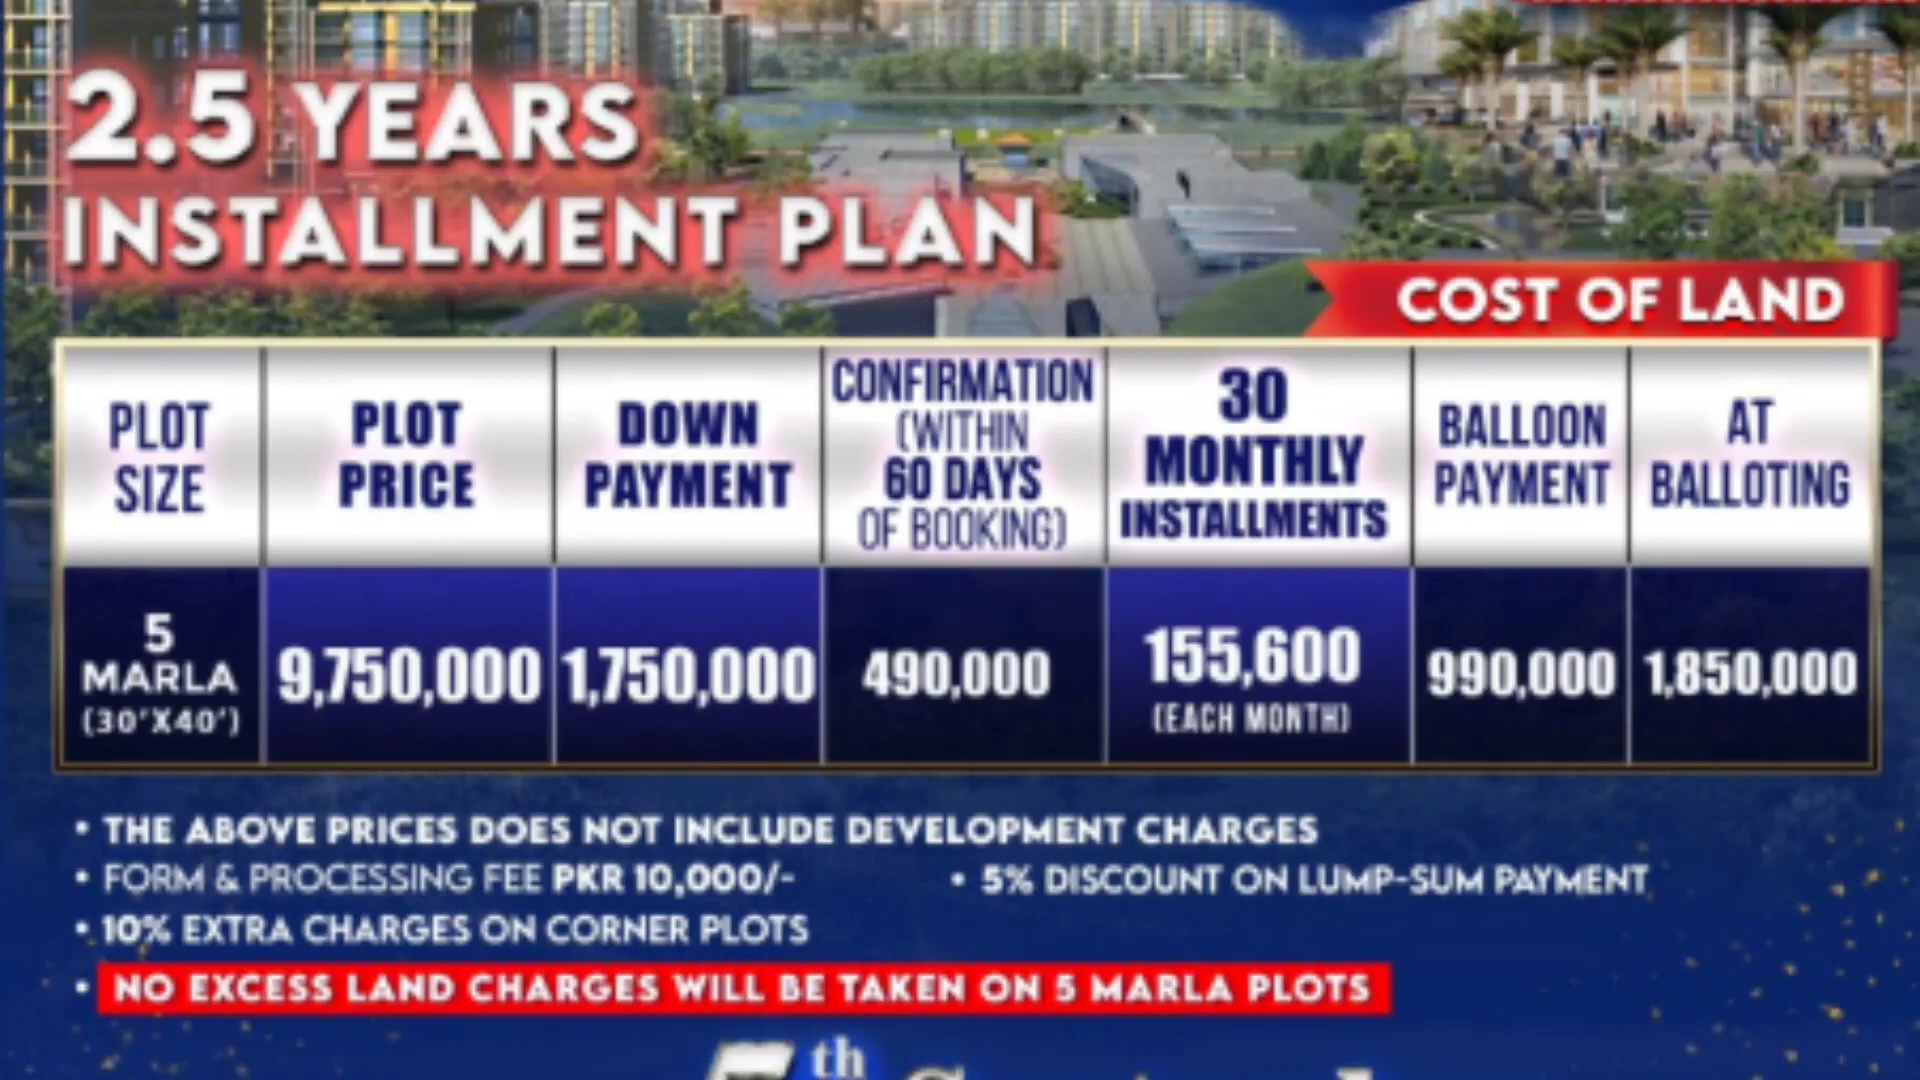 2.5 YEARS
INSTALLMENT PLAN
COST OF LAND
PLOT
SIZE
PLOT
PRICE
DOWN
PAYMENT
CONFIRMATION
(WITHIN
60 DAYS
OF BOOKING)
30
MONTHLY
INSTALLMENTS
BALLOON
PAYMENT
AT
BALLOTING
5
MARLA
(30'X40')
9,750,000
1,750,000
490,000
155,600
(EACH MONTH)
990,000
1,850,000
• THE ABOVE PRICES DOES NOT INCLUDE DEVELOPMENT CHARGES
• FORM & PROCESSING FEE PKR 10,000/-
• 5% DISCOUNT ON LUMP-SUM PAYMENT
• 10% EXTRA CHARGES ON CORNER PLOTS
• NO EXCESS LAND CHARGES WILL BE TAKEN ON 5 MARLA PLOTS